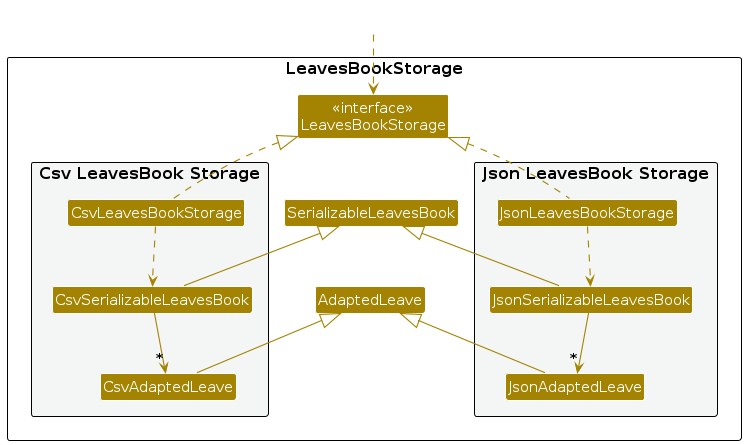 LeavesBookStorage
«interface»
LeavesBookStorage
Csv LeavesBook Storage
Json LeavesBook Storage
CsvLeavesBookStorage
SerializableLeavesBook
JsonLeavesBookStorage
CsvSerializableLeavesBook
AdaptedLeave
JsonSerializableLeavesBook
*
*
CsvAdaptedLeave
JsonAdaptedLeave